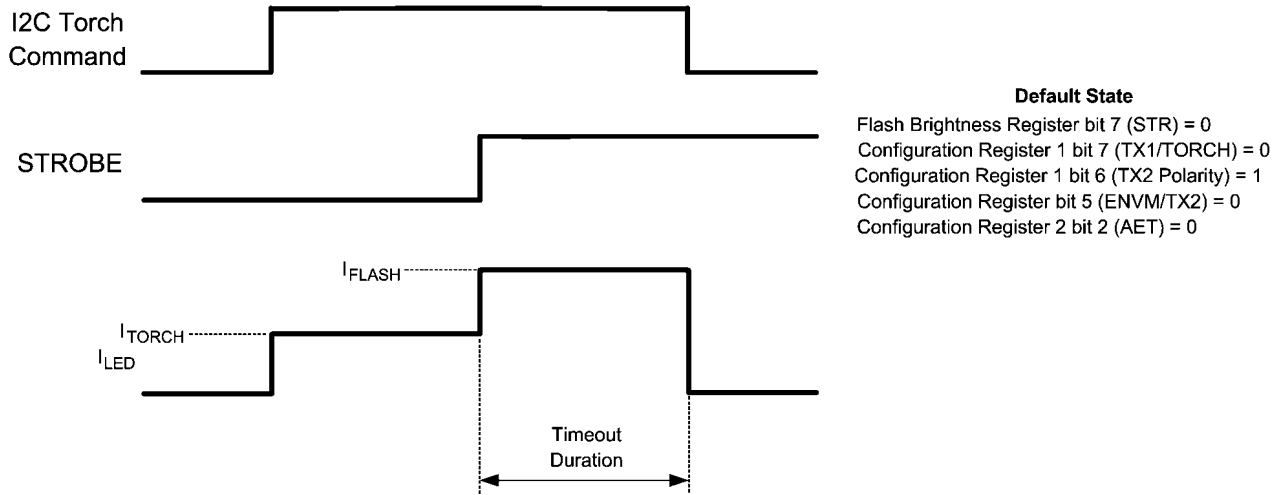 I2C Torch
Command
STROBE
Default State
Flash Brightness Register bit 7 (STR) = 0
Configuration Register 1 bit 7 (TX1/TORCH) = 0
Configuration Register 1 bit 6 (TX2 Polarity) = 1
Configuration Register bit 5 (ENVM/TX2) = 0
Configuration Register 2 bit 2 (AET) = 0
IFLASH
ITORCH
ILED
Timeout
Duration